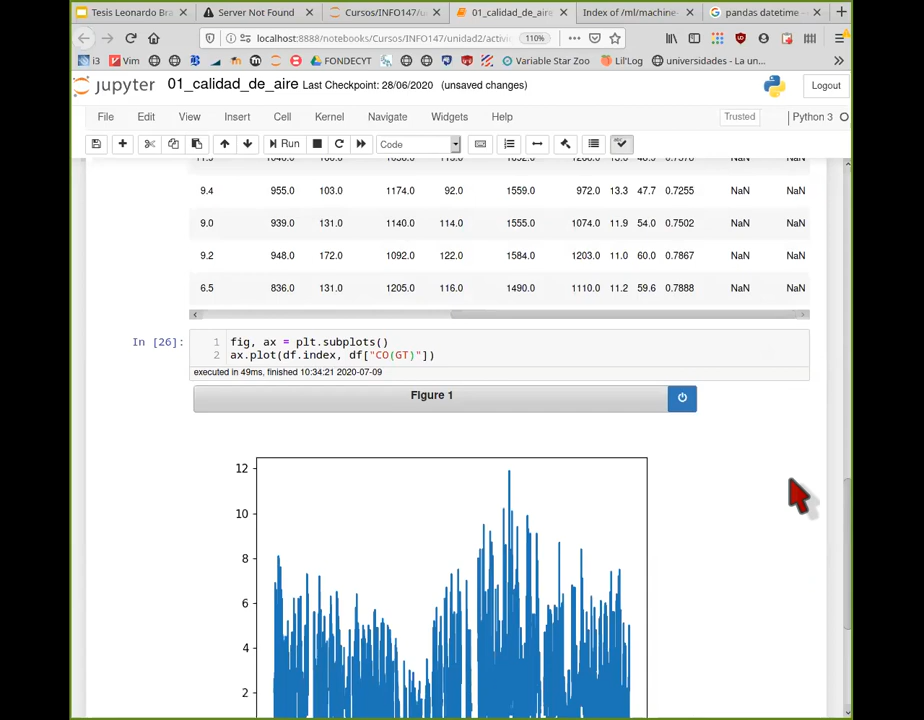 Tesis Leonardo Bra
Server Not Found
Cursos/INFO147/u
01_calidad_de_aire
Index of /ml/machine-
pandas datetime -
localhost:8888/notebooks/Cursos/INFO147/unidad2/activ
110%
i3
Vim
FONDECYT
Variable Star Zoo
Lil'Log
universidades - La un...
jupyter
01_calidad_de_aire Last Checkpoint: 28/06/2020 (unsaved changes)
Logout
File Edit View Insert Cell Kernel Navigate Widgets Help
Trusted
Python 3
Run
Code
9.4 955.0 103.0 1174.0 92.0 1559.0 972.0 13.3 47.7 0.7255 NaN NaN
9.0 939.0 131.0 1140.0 114.0 1555.0 1074.0 11.9 54.0 0.7502 NaN NaN
9.2 948.0 172.0 1092.0 122.0 1584.0 1203.0 11.0 60.0 0.7867 NaN NaN
6.5 836.0 131.0 1205.0 116.0 1490.0 1110.0 11.2 59.6 0.7888 NaN NaN
In [26]:
1 fig, ax = plt.subplots()
2 ax.plot(df.index, df["CO(GT)"])
executed in 49ms, finished 10:34:21 2020-07-09
Figure 1
12
10
8
6
4
2